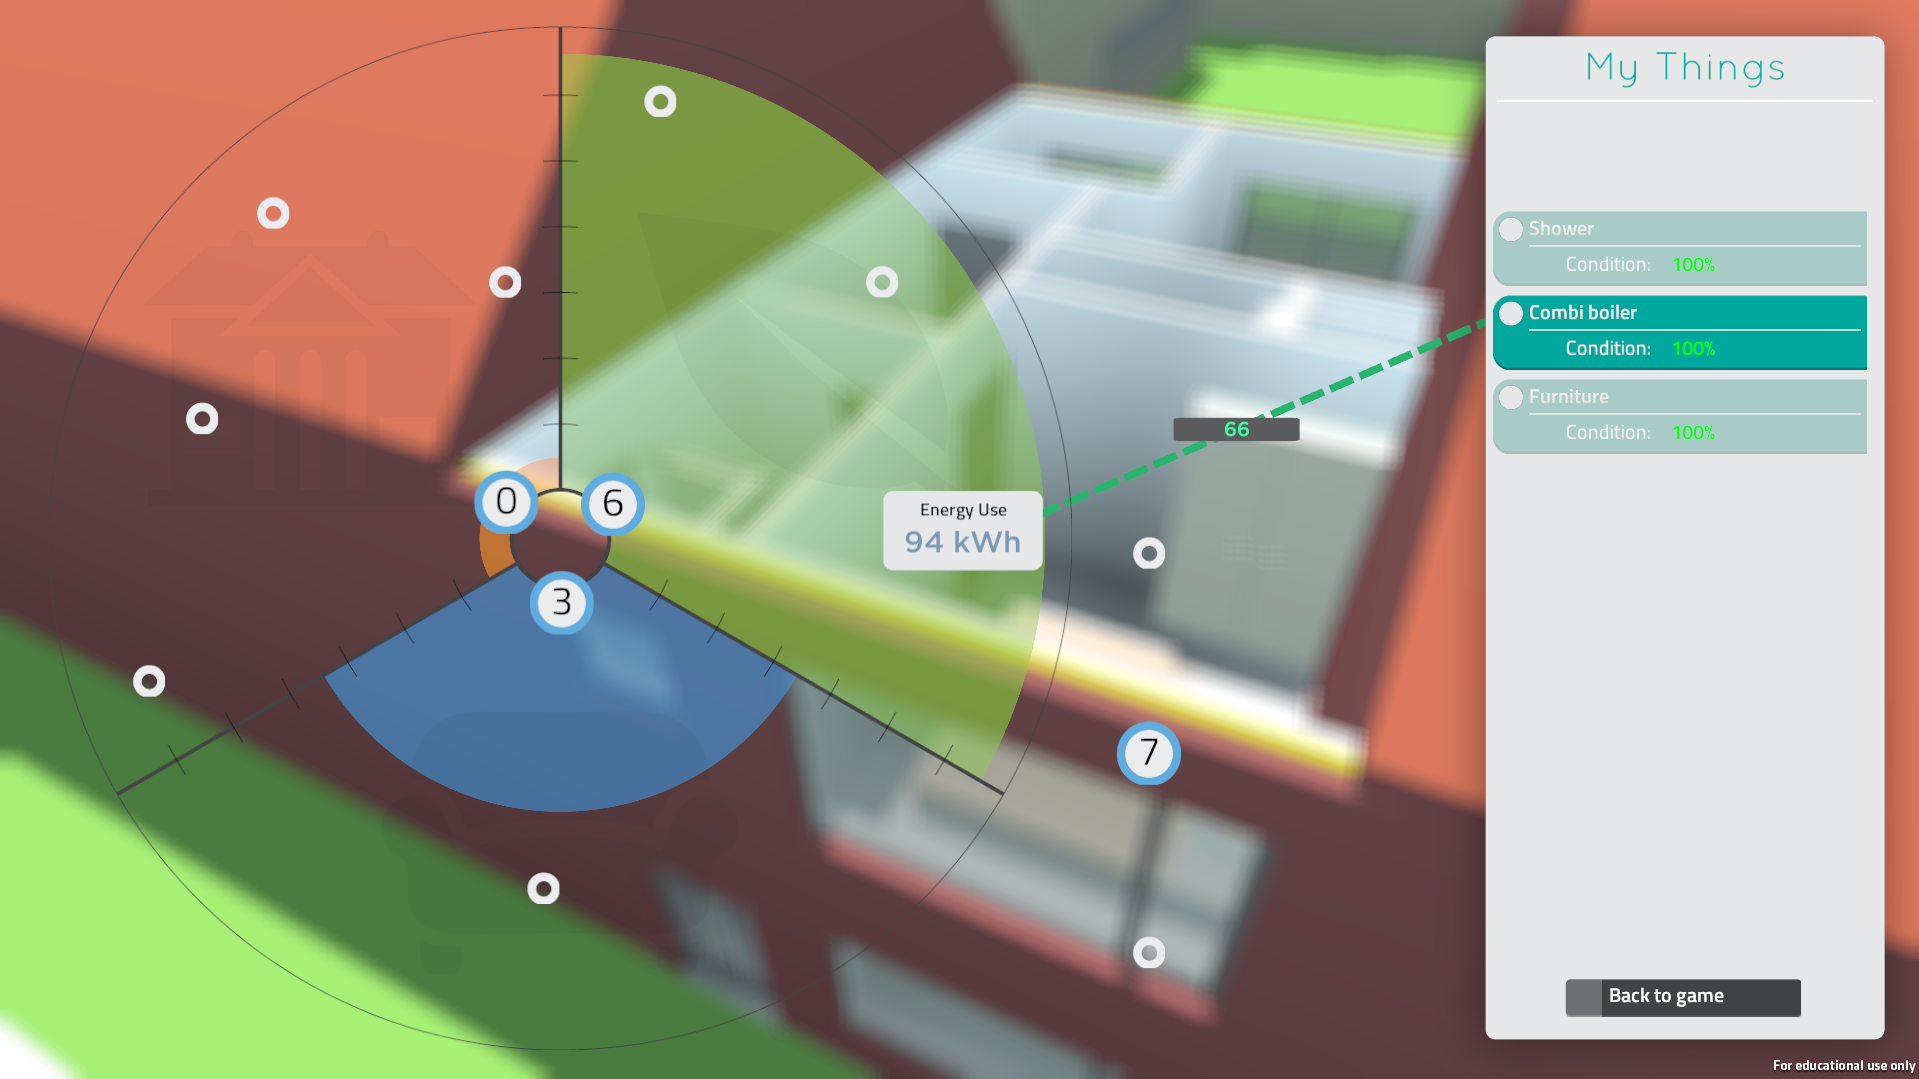 My Things
Shower
Condition: 100%
Combi boiler
Condition: 100%
66
Furniture
Condition: 100%
0
6
Energy Use
94 kWh
3
7
Back to game
For educational use only